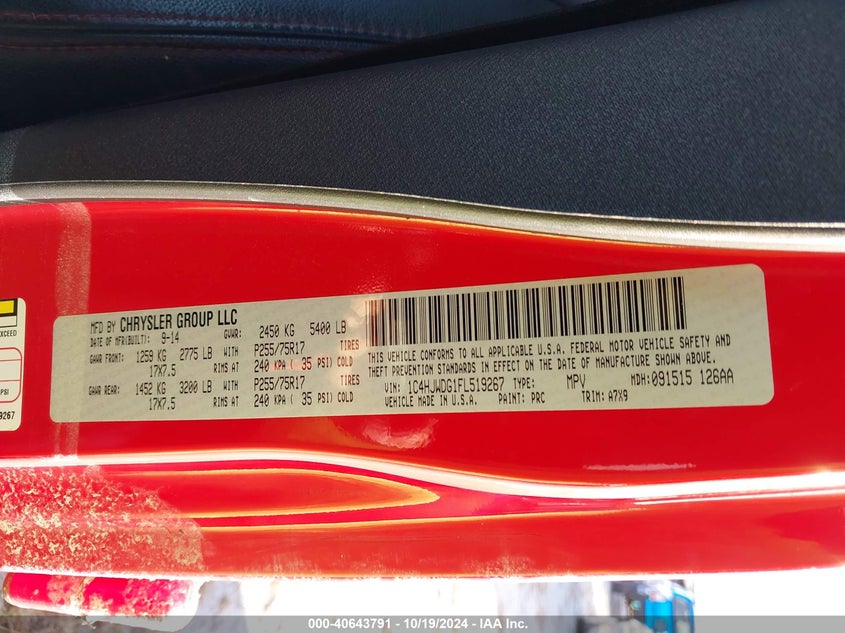 MFD BY CHRYSLER GROUP LLC
DATE OF MFR(BUILT): 9-14 GVWR: 2450 KG 5400 LB
GAWR FRONT: 1259 KG 2775 LB WITH P255/75R17 TIRES
17X7.5 RIMS AT 240 KPA ( 35 PSI) COLD
GAWR REAR: 1452 KG 3200 LB WITH P255/75R17 TIRES
17X7.5 RIMS AT 240 KPA ( 35 PSI) COLD
THIS VEHICLE CONFORMS TO ALL APPLICABLE U.S.A. FEDERAL MOTOR VEHICLE SAFETY AND
THEFT PREVENTION STANDARDS IN EFFECT ON THE DATE OF MANUFACTURE SHOWN ABOVE.
VIN: 1C4HJWDG1FL519267 TYPE: MPV MDH: 091515 126AA
VEHICLE MADE IN U.S.A. PAINT: PRC TRIM: A7X9
EXCEED
PSI
9267
000-40643791 - 10/19/2024 - IAA Inc.